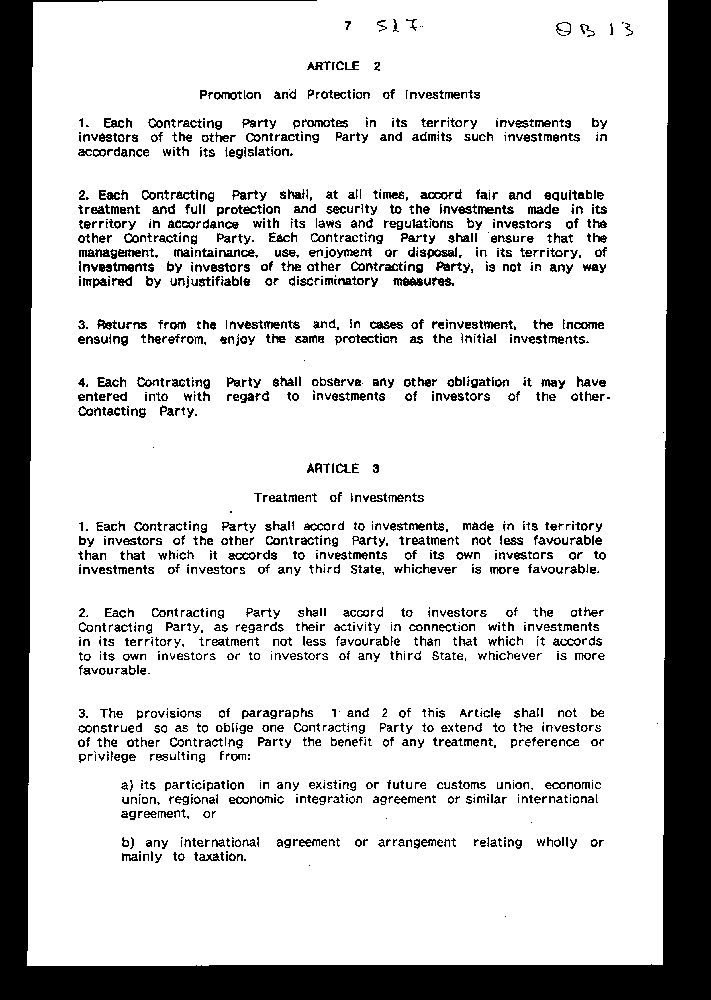 7 517 ΘB 13
ARTICLE 2
Promotion and Protection of Investments
1. Each Contracting Party promotes in its territory investments by
investors of the other Contracting Party and admits such investments in
accordance with its legislation.
2. Each Contracting Party shall, at all times, accord fair and equitable
treatment and full protection and security to the investments made in its
territory in accordance with its laws and regulations by investors of the
other Contracting Party. Each Contracting Party shall ensure that the
management, maintainance, use, enjoyment or disposal, in its territory, of
investments by investors of the other Contracting Party, is not in any way
impaired by unjustifiable or discriminatory measures.
3. Returns from the investments and, in cases of reinvestment, the income
ensuing therefrom, enjoy the same protection as the initial investments.
4. Each Contracting Party shall observe any other obligation it may have
entered into with regard to investments of investors of the other-
Contacting Party.
ARTICLE 3
Treatment of Investments
1. Each Contracting Party shall accord to investments, made in its territory
by investors of the other Contracting Party, treatment not less favourable
than that which it accords to investments of its own investors or to
investments of investors of any third State, whichever is more favourable.
2. Each Contracting Party shall accord to investors of the other
Contracting Party, as regards their activity in connection with investments
in its territory, treatment not less favourable than that which it accords
to its own investors or to investors of any third State, whichever is more
favourable.
3. The provisions of paragraphs 1 and 2 of this Article shall not be
construed so as to oblige one Contracting Party to extend to the investors
of the other Contracting Party the benefit of any treatment, preference or
privilege resulting from:
a) its participation in any existing or future customs union, economic
union, regional economic integration agreement or similar international
agreement, or
b) any international agreement or arrangement relating wholly or
mainly to taxation.